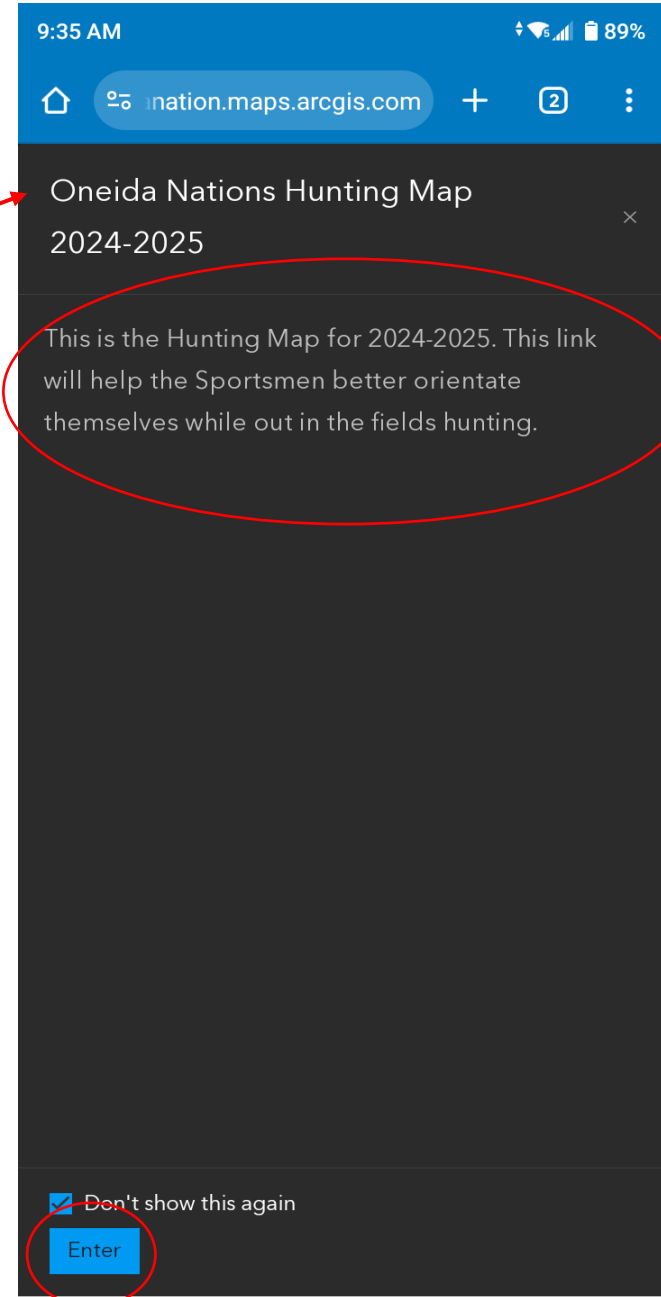 9:35 AM 89%
nation.maps.arcgis.com 2
Oneida Nations Hunting Map
2024-2025
This is the Hunting Map for 2024-2025. This link
will help the Sportsmen better orientate
themselves while out in the fields hunting.
Don't show this again
Enter